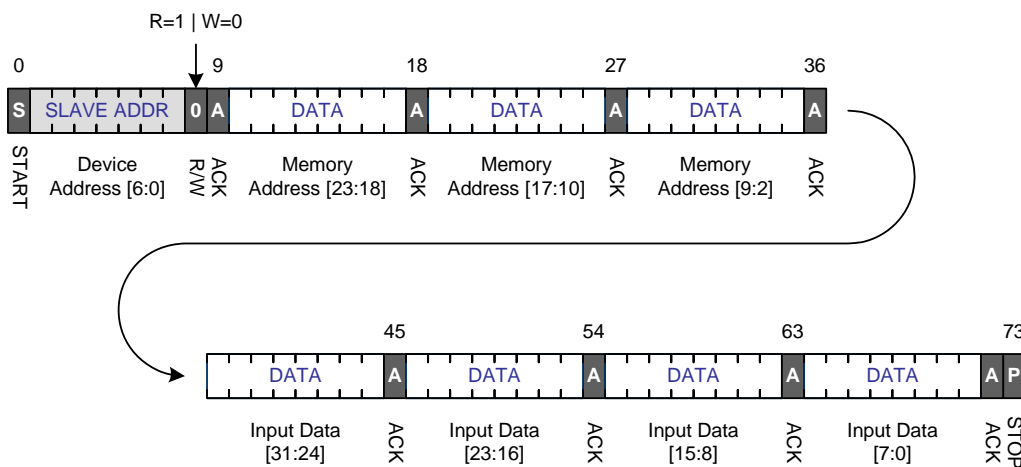 R=1 | W=0
0 9 18 27 36
S SLAVE ADDR 0 A DATA A DATA A DATA A
START Device Address [6:0] R/W ACK Memory Address [23:18] ACK Memory Address [17:10] ACK Memory Address [9:2] ACK
45 54 63 73
DATA A DATA A DATA A DATA A P
Input Data [31:24] ACK Input Data [23:16] ACK Input Data [15:8] ACK Input Data [7:0] ACK STOP